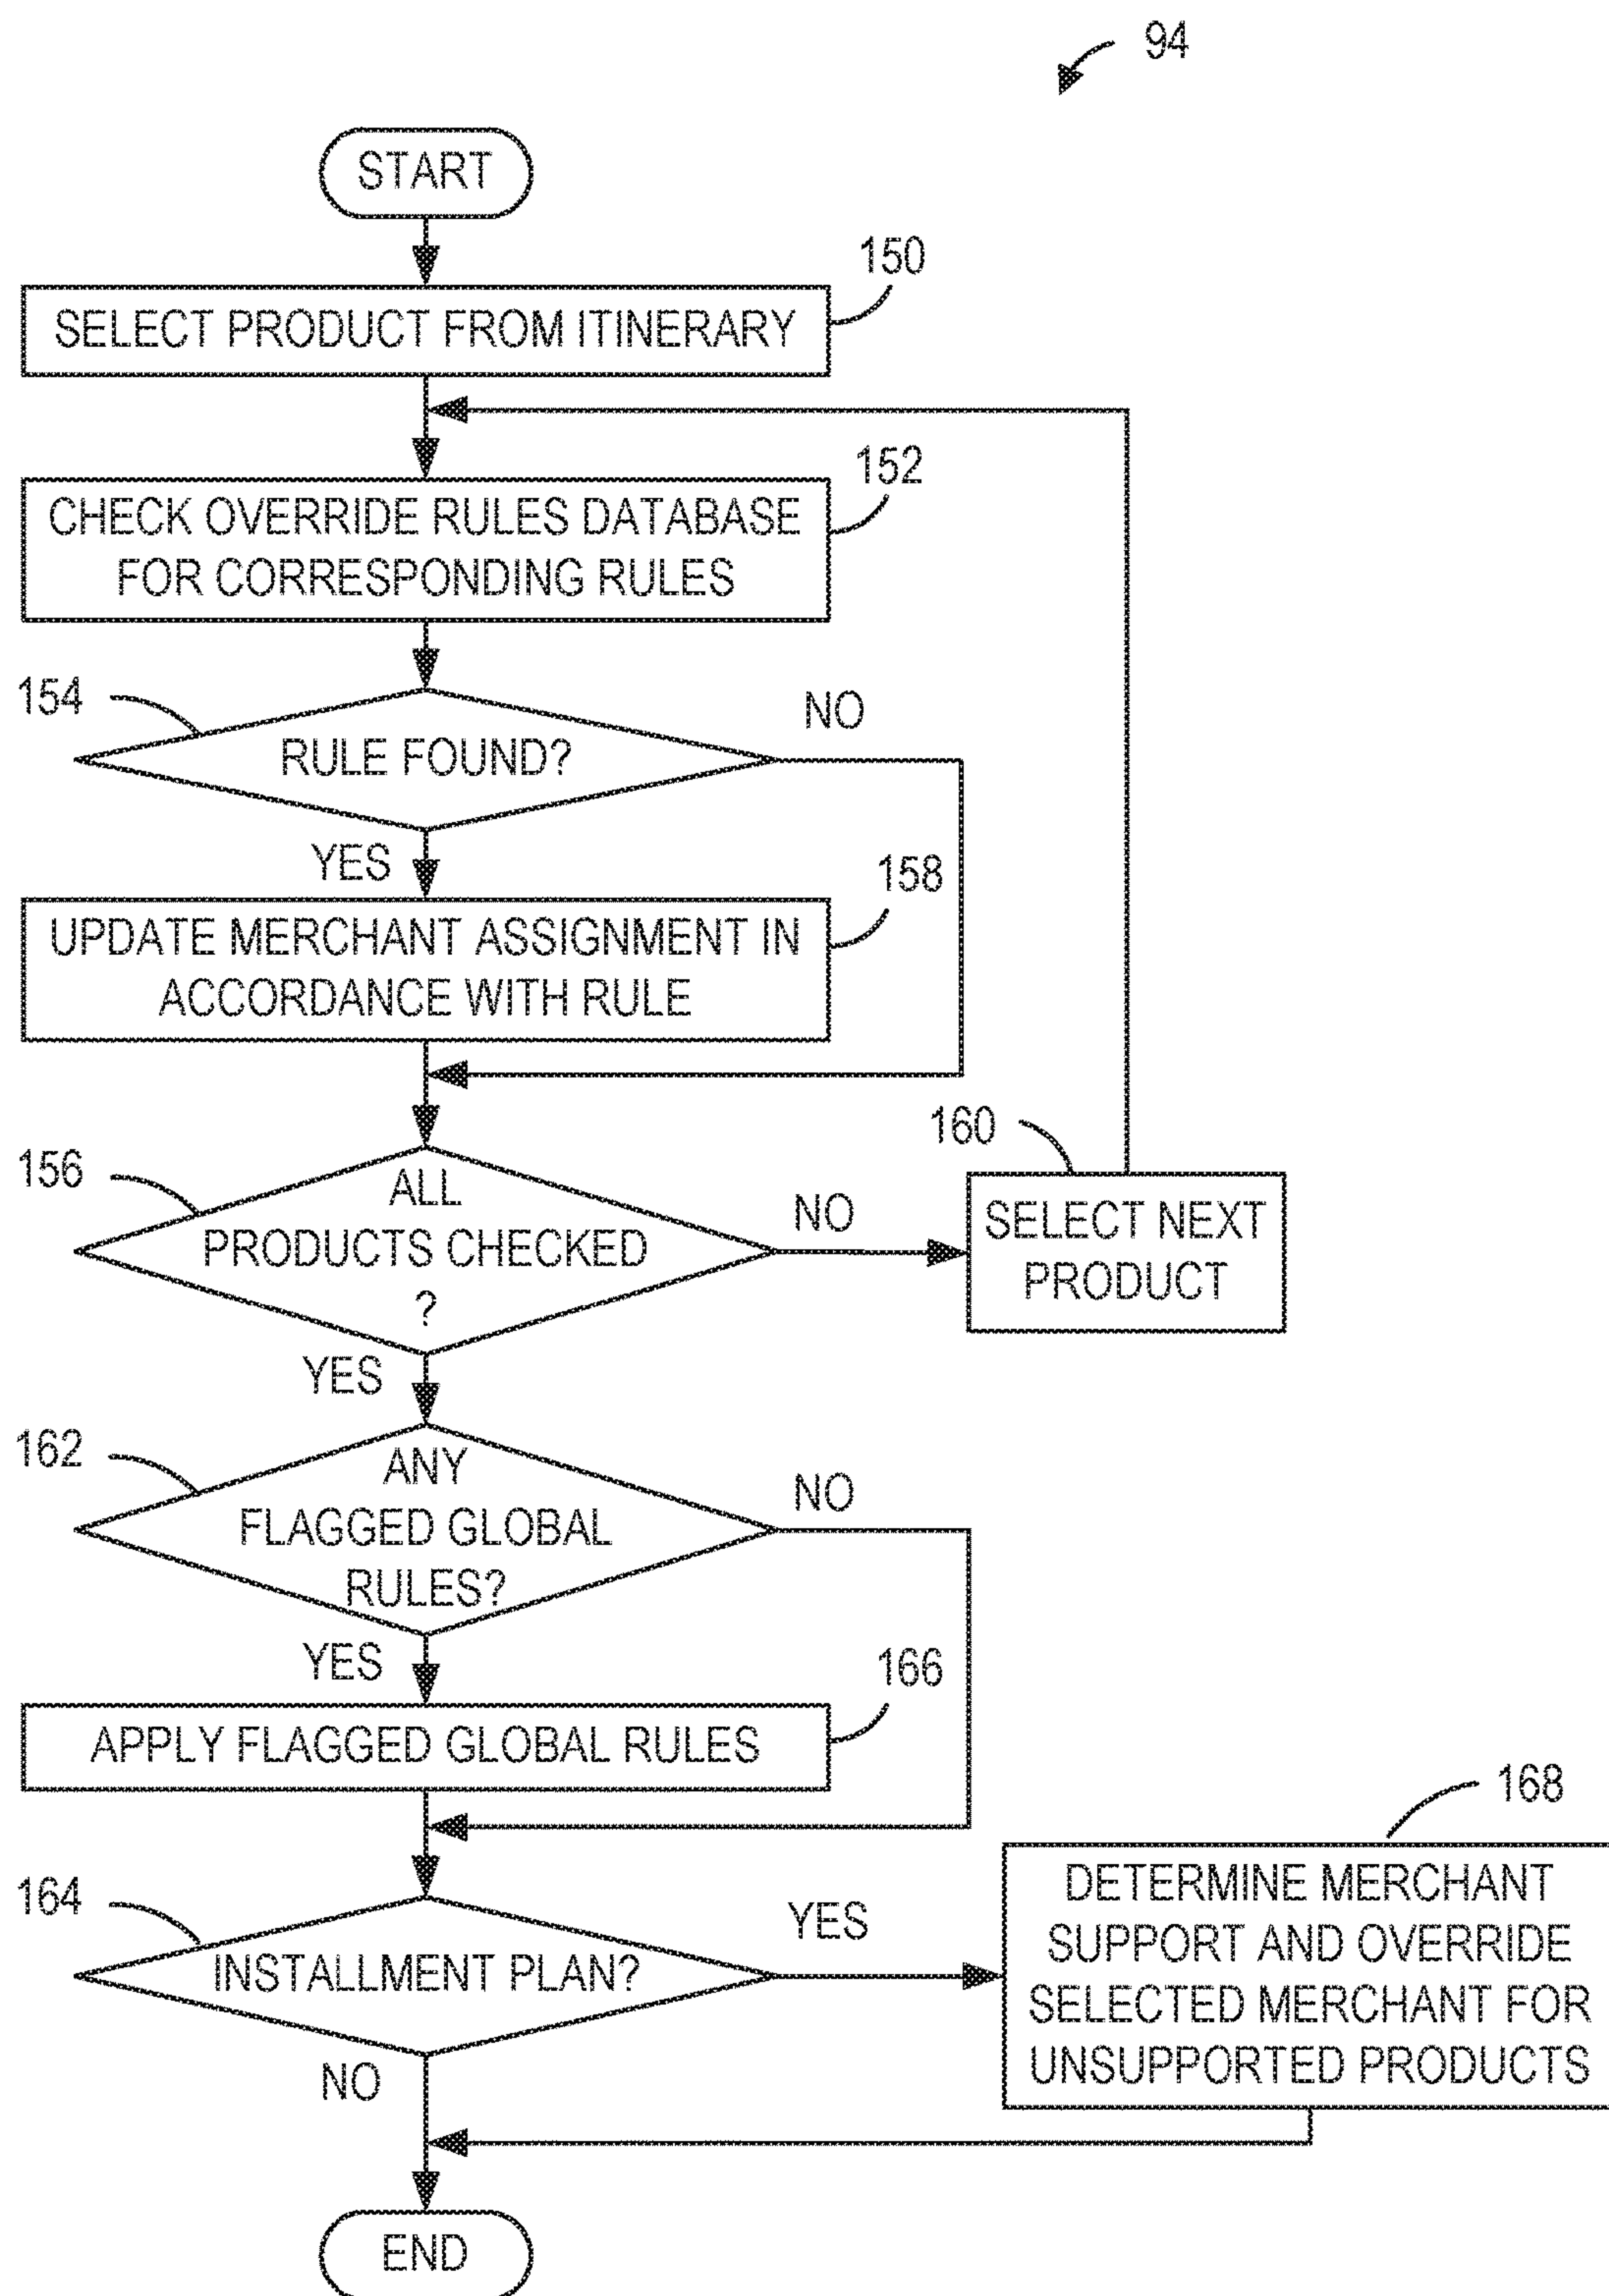 94
START
150
SELECT PRODUCT FROM ITINERARY
152
CHECK OVERRIDE RULES DATABASE
FOR CORRESPONDING RULES
154
NO
RULE FOUND?
YES
158
UPDATE MERCHANT ASSIGNMENT IN
ACCORDANCE WITH RULE
160
156
ALL
PRODUCTS CHECKED
?
NO
SELECT NEXT
PRODUCT
YES
162
ANY
FLAGGED GLOBAL
RULES?
NO
YES
166
APPLY FLAGGED GLOBAL RULES
168
164
INSTALLMENT PLAN?
YES
DETERMINE MERCHANT
SUPPORT AND OVERRIDE
SELECTED MERCHANT FOR
UNSUPPORTED PRODUCTS
NO
END